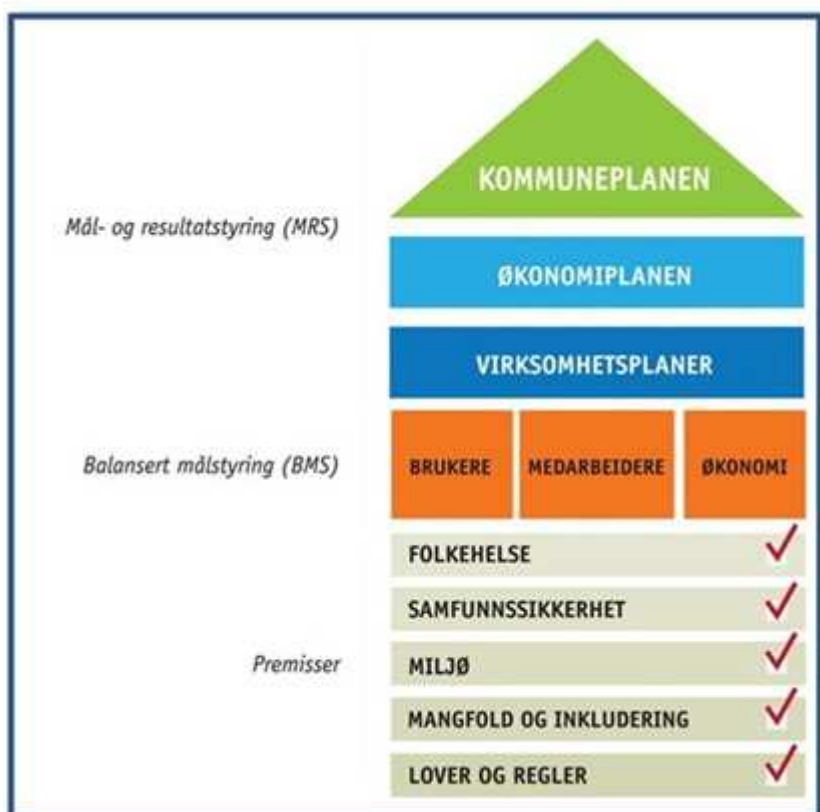 KOMMUNEPLANEN
Mål- og resultatstyring (MRS)
ØKONOMIPLANEN
VIRKSOMHETSPLANER
Balansert målstyring (BMS)
BRUKERE
MEDARBEIDERE
ØKONOMI
FOLKEHELSE
SAMFUNNSSIKKERHET
Premisser
MILJØ
MANGFOLD OG INKLUDERING
LOVER OG REGLER